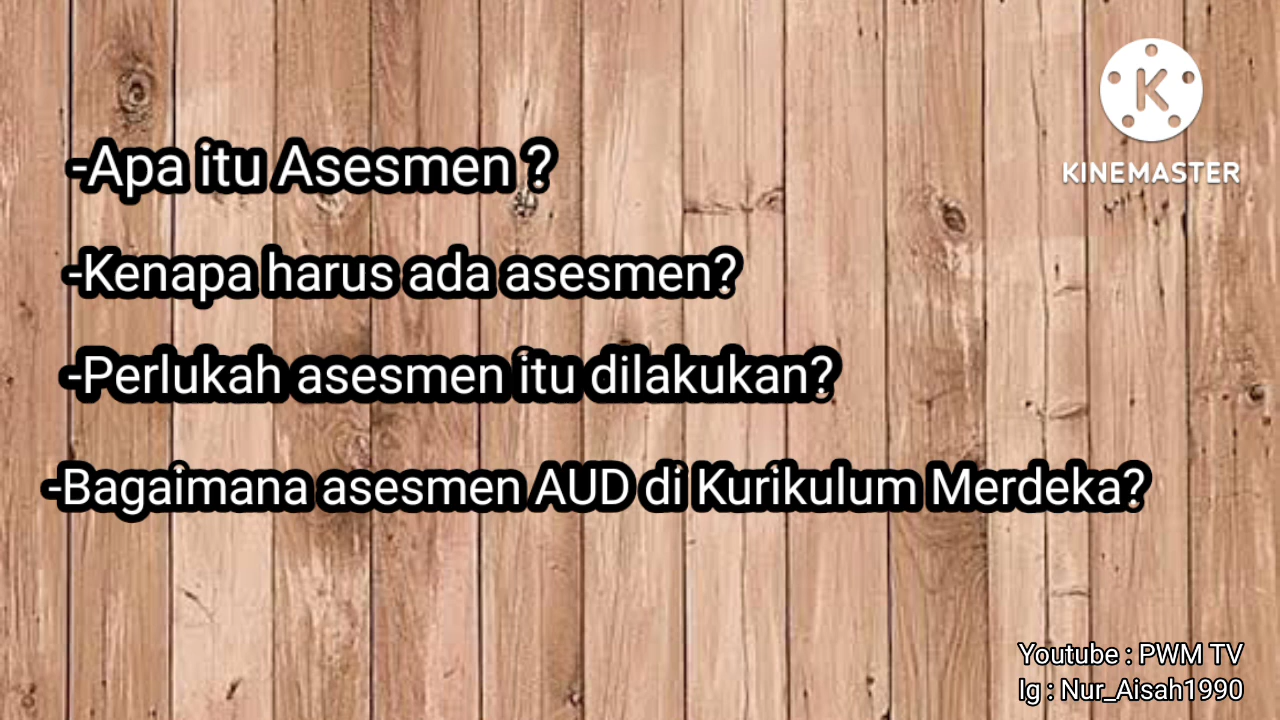 -Apa itu Asesmen ?
-Kenapa harus ada asesmen?
-Perlukah asesmen itu dilakukan?
-Bagaimana asesmen AUD di Kurikulum Merdeka?
K
KINEMASTER
Youtube : PWM TV
Ig : Nur_Aisah1990